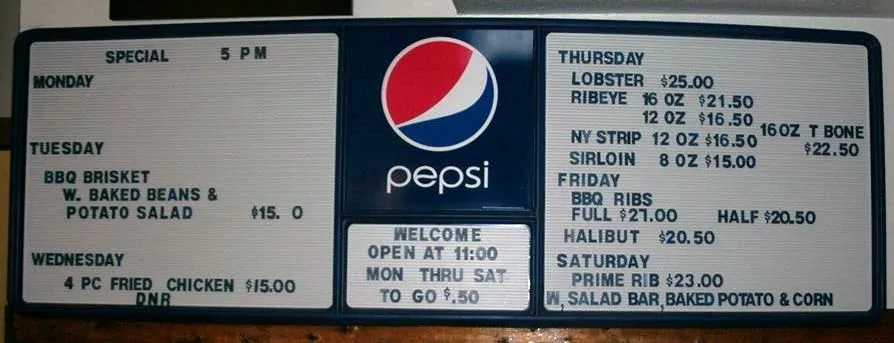 SPECIAL 5 PM
MONDAY
TUESDAY
BBQ BRISKET
W. BAKED BEANS &
POTATO SALAD $15. 0
WEDNESDAY
4 PC FRIED CHICKEN $15.00
DNR
pepsi
WELCOME
OPEN AT 11:00
MON THRU SAT
TO GO $.50
THURSDAY
LOBSTER $25.00
RIBEYE 16 OZ $21.50
12 OZ $16.50
NY STRIP 12 OZ $16.50
16OZ T BONE
$22.50
SIRLOIN 8 OZ $15.00
FRIDAY
BBQ RIBS
FULL $27.00 HALF $20.50
HALIBUT $20.50
SATURDAY
PRIME RIB $23.00
W, SALAD BAR, BAKED POTATO & CORN